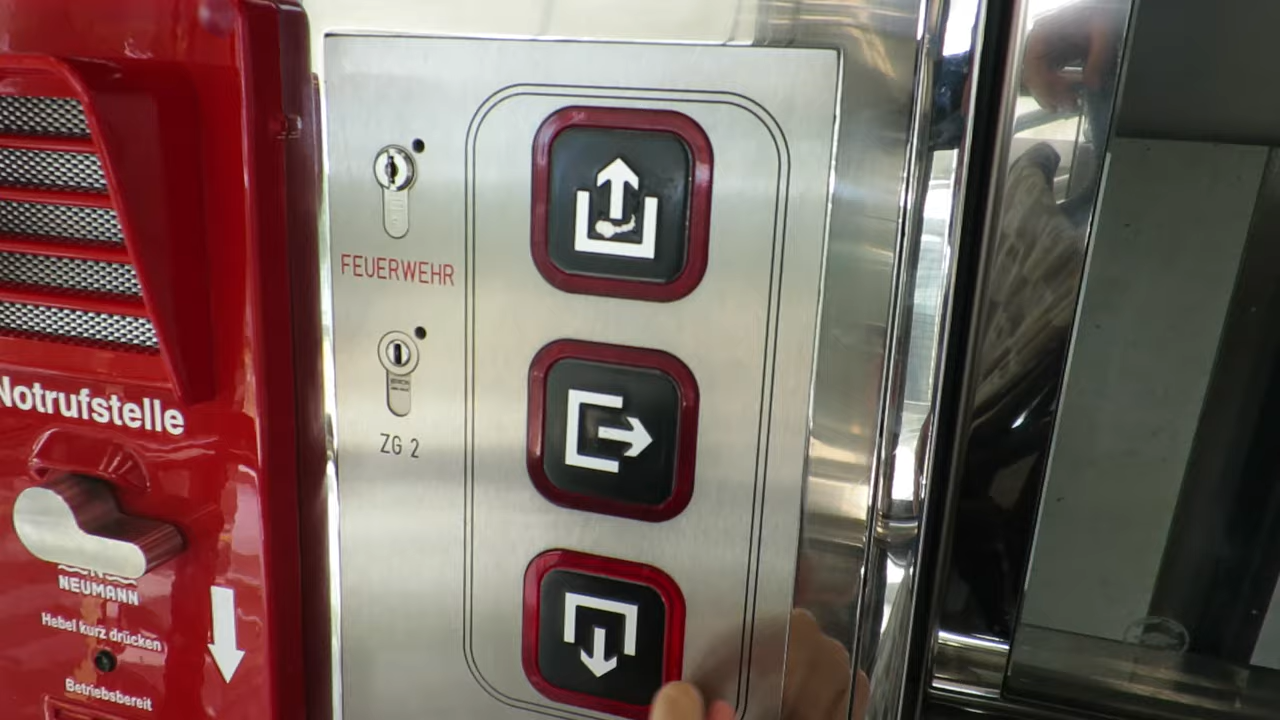 Notrufstelle
NEUMANN
Hebel kurz drücken
Betriebsbereit
FEUERWEHR
ZG 2